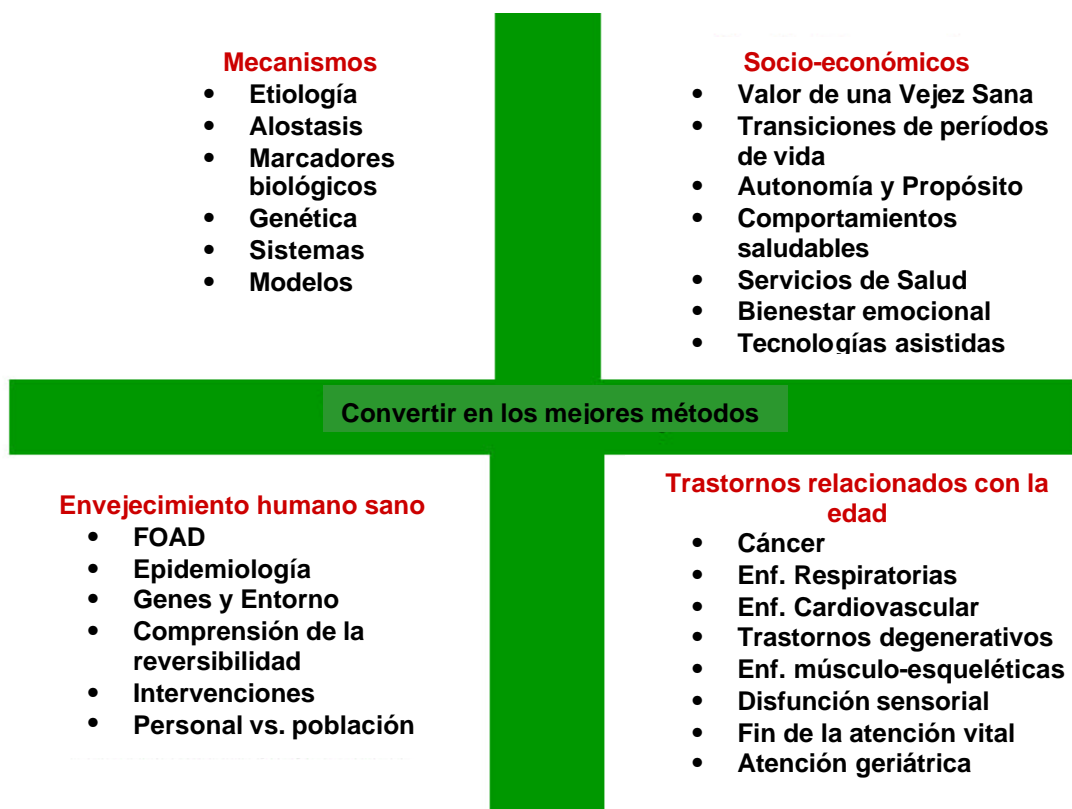 Mecanismos
• Etiología
• Alostasis
• Marcadores
biológicos
• Genética
• Sistemas
• Modelos
Socio-económicos
• Valor de una Vejez Sana
• Transiciones de períodos
de vida
• Autonomía y Propósito
• Comportamientos
saludables
• Servicios de Salud
• Bienestar emocional
• Tecnologías asistidas
Convertir en los mejores métodos
Envejecimiento humano sano
• FOAD
• Epidemiología
• Genes y Entorno
• Comprensión de la
reversibilidad
• Intervenciones
• Personal vs. población
Trastornos relacionados con la
edad
• Cáncer
• Enf. Respiratorias
• Enf. Cardiovascular
• Trastornos degenerativos
• Enf. músculo-esqueléticas
• Disfunción sensorial
• Fin de la atención vital
• Atención geriátrica